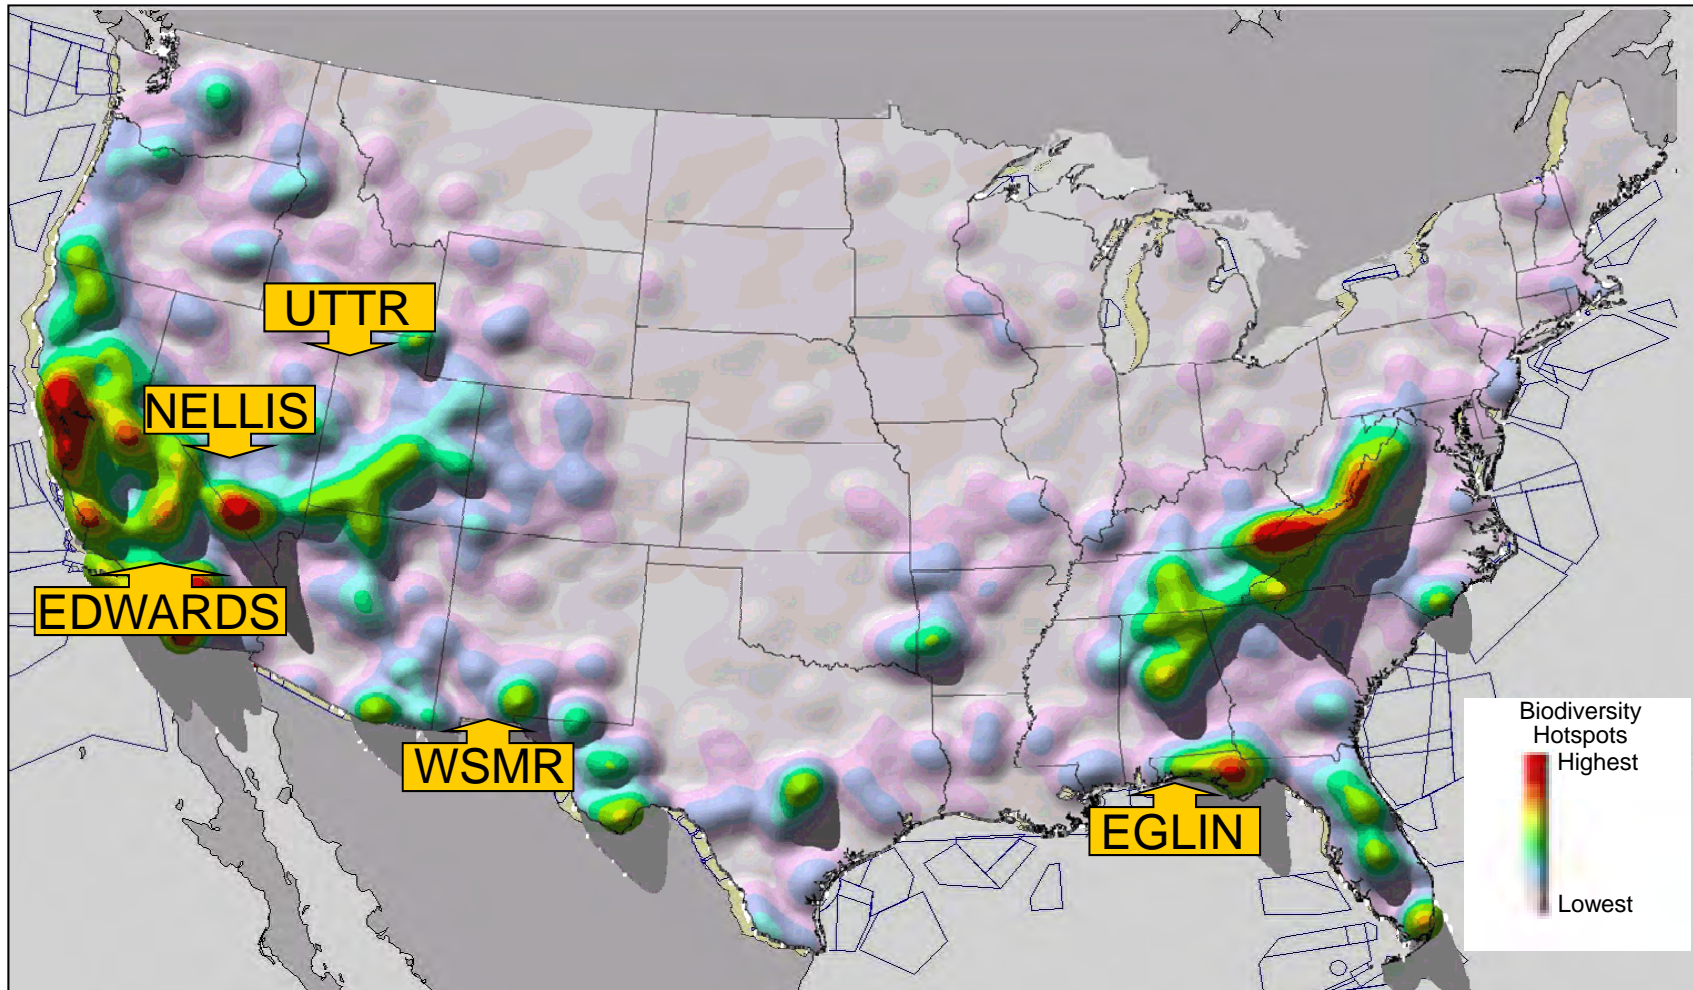 UTTR
NELLIS
EDWARDS
WSMR
EGLIN
Biodiversity
Hotspots
Highest
Lowest